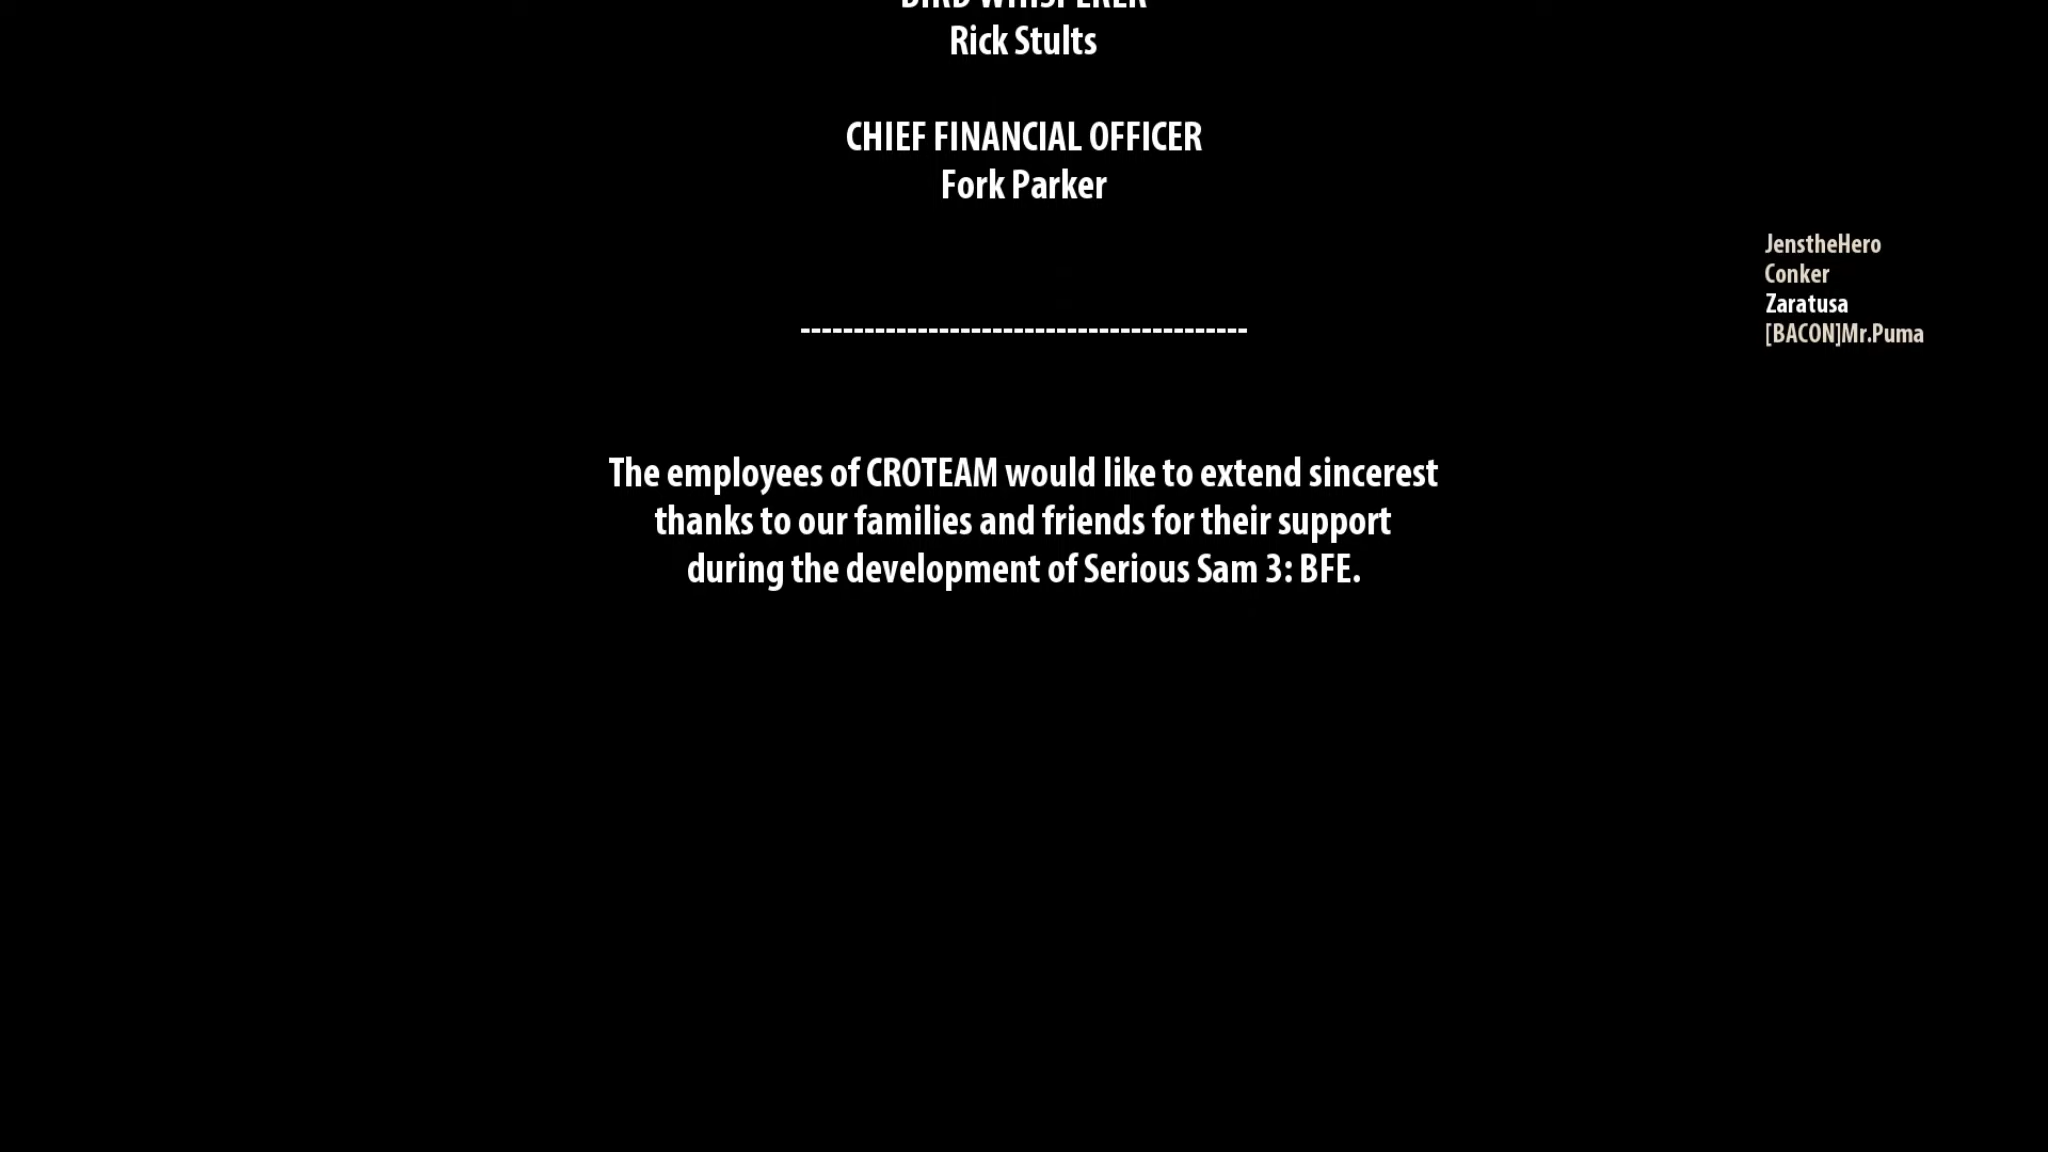 BIRD WHISPERER
Rick Stults
CHIEF FINANCIAL OFFICER
Fork Parker
JenstheHero
Conker
Zaratusa
[BACON]Mr.Puma
------------------------------------------
The employees of CROTEAM would like to extend sincerest
thanks to our families and friends for their support
during the development of Serious Sam 3: BFE.